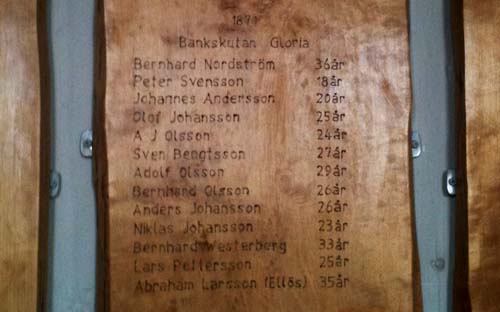 1871
Bankskutan Gloria
Bernhard Nordström 36år
Peter Svensson 18år
Johannes Andersson 20år
Olof Johansson 25år
A J Olsson 24år
Sven Bengtsson 27år
Adolf Olsson 29år
Bernhard Olsson 26år
Anders Johansson 26år
Niklas Johansson 23år
Bernhard Westerberg 33år
Lars Pettersson 25år
Abraham Larsson (Ellös) 35år